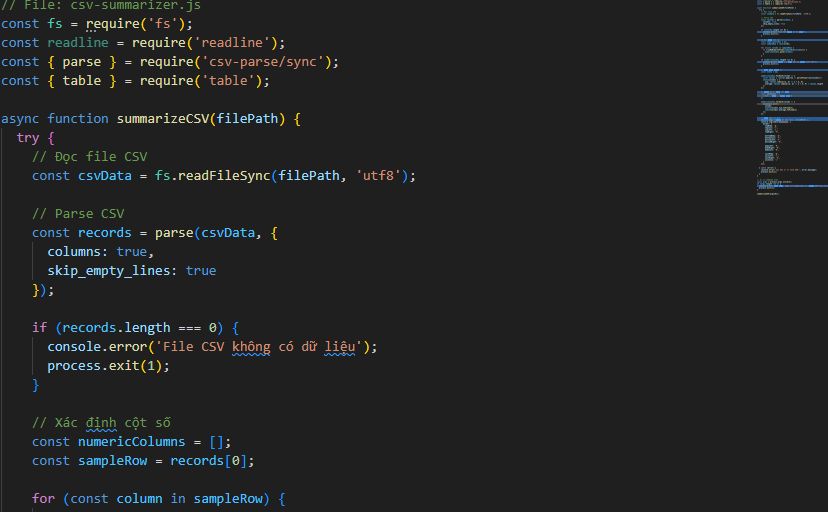 // File: csv-summarizer.js
const fs = require('fs');
const readline = require('readline');
const { parse } = require('csv-parse/sync');
const { table } = require('table');
async function summarizeCSV(filePath) {
try {
// Đọc file CSV
const csvData = fs.readFileSync(filePath, 'utf8');
// Parse CSV
const records = parse(csvData, {
columns: true,
skip_empty_lines: true
});
if (records.length === 0) {
console.error('File CSV không có dữ liệu');
process.exit(1);
}
// Xác định cột số
const numericColumns = [];
const sampleRow = records[0];
for (const column in sampleRow) {